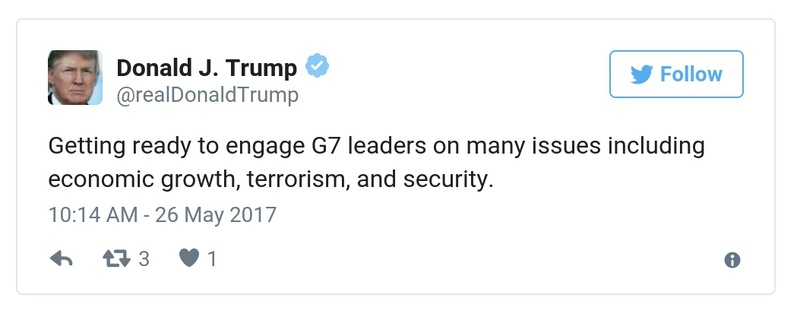 Donald J. Trump
@realDonaldTrump
Follow
Getting ready to engage G7 leaders on many issues including
economic growth, terrorism, and security.
10:14 AM - 26 May 2017
3 1